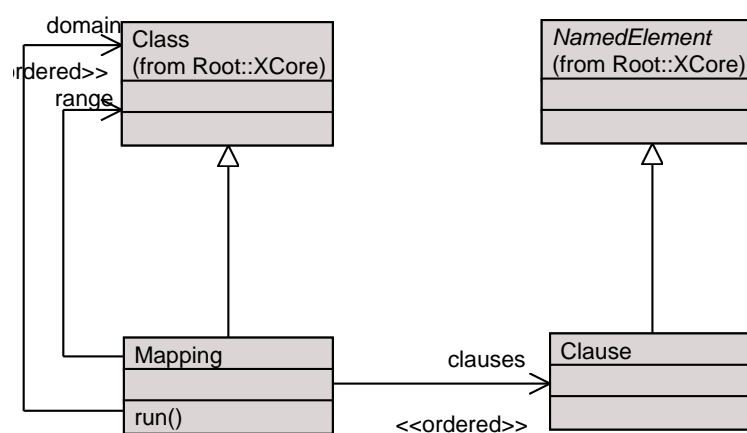 domain
Class
(from Root::XCore)
rdered>>
range
NamedElement
(from Root::XCore)
Mapping
run()
clauses
<<ordered>>
Clause